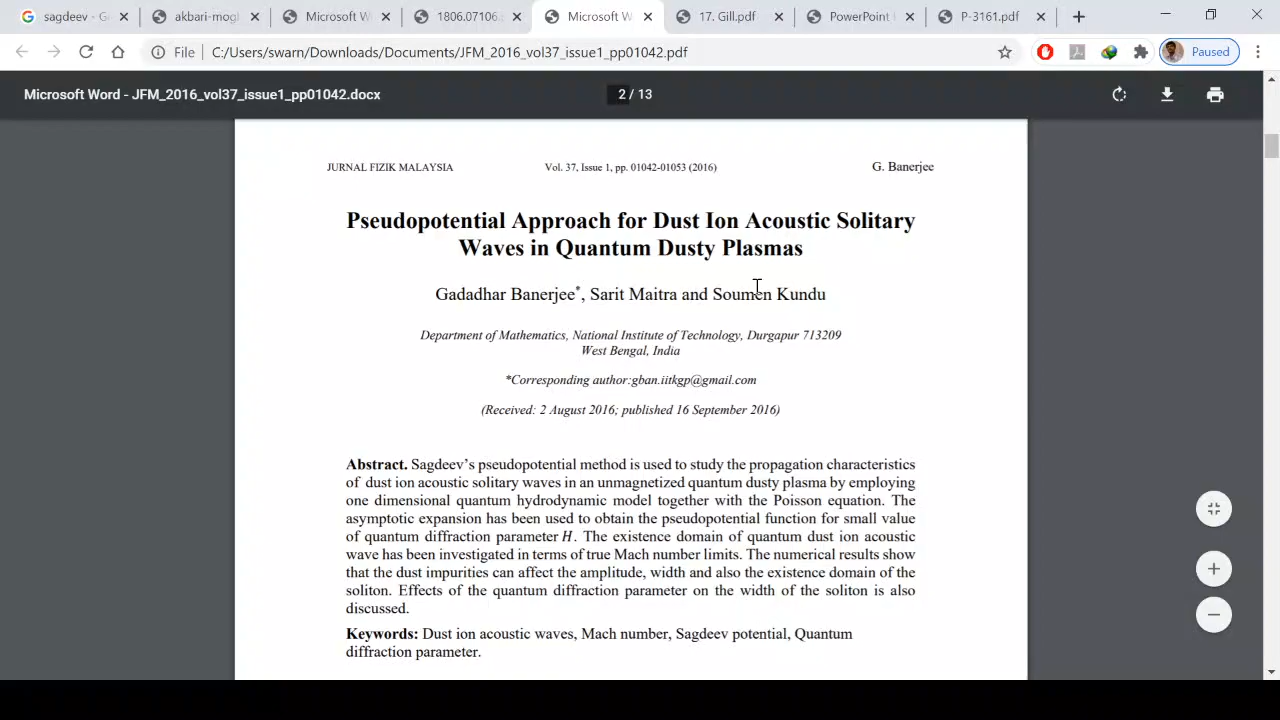 sagdeev - G
akbari-mogl
Microsoft W
1806.07106.
Microsoft W
17. Gill.pdf
PowerPoint
P-3161.pdf
File
C:/Users/swarn/Downloads/Documents/JFM_2016_vol37_issue1_pp01042.pdf
Paused
Microsoft Word - JFM_2016_vol37_issue1_pp01042.docx
2 / 13
JURNAL FIZIK MALAYSIA
Vol. 37, Issue 1, pp. 01042-01053 (2016)
G. Banerjee
Pseudopotential Approach for Dust Ion Acoustic Solitary
Waves in Quantum Dusty Plasmas
Gadadhar Banerjee*, Sarit Maitra and Soumen Kundu
Department of Mathematics, National Institute of Technology, Durgapur 713209
West Bengal, India
*Corresponding author:gban.iitkgp@gmail.com
(Received: 2 August 2016; published 16 September 2016)
Abstract. Sagdeev's pseudopotential method is used to study the propagation characteristics
of dust ion acoustic solitary waves in an unmagnetized quantum dusty plasma by employing
one dimensional quantum hydrodynamic model together with the Poisson equation. The
asymptotic expansion has been used to obtain the pseudopotential function for small value
of quantum diffraction parameter H. The existence domain of quantum dust ion acoustic
wave has been investigated in terms of true Mach number limits. The numerical results show
that the dust impurities can affect the amplitude, width and also the existence domain of the
soliton. Effects of the quantum diffraction parameter on the width of the soliton is also
discussed.
Keywords: Dust ion acoustic waves, Mach number, Sagdeev potential, Quantum
diffraction parameter.